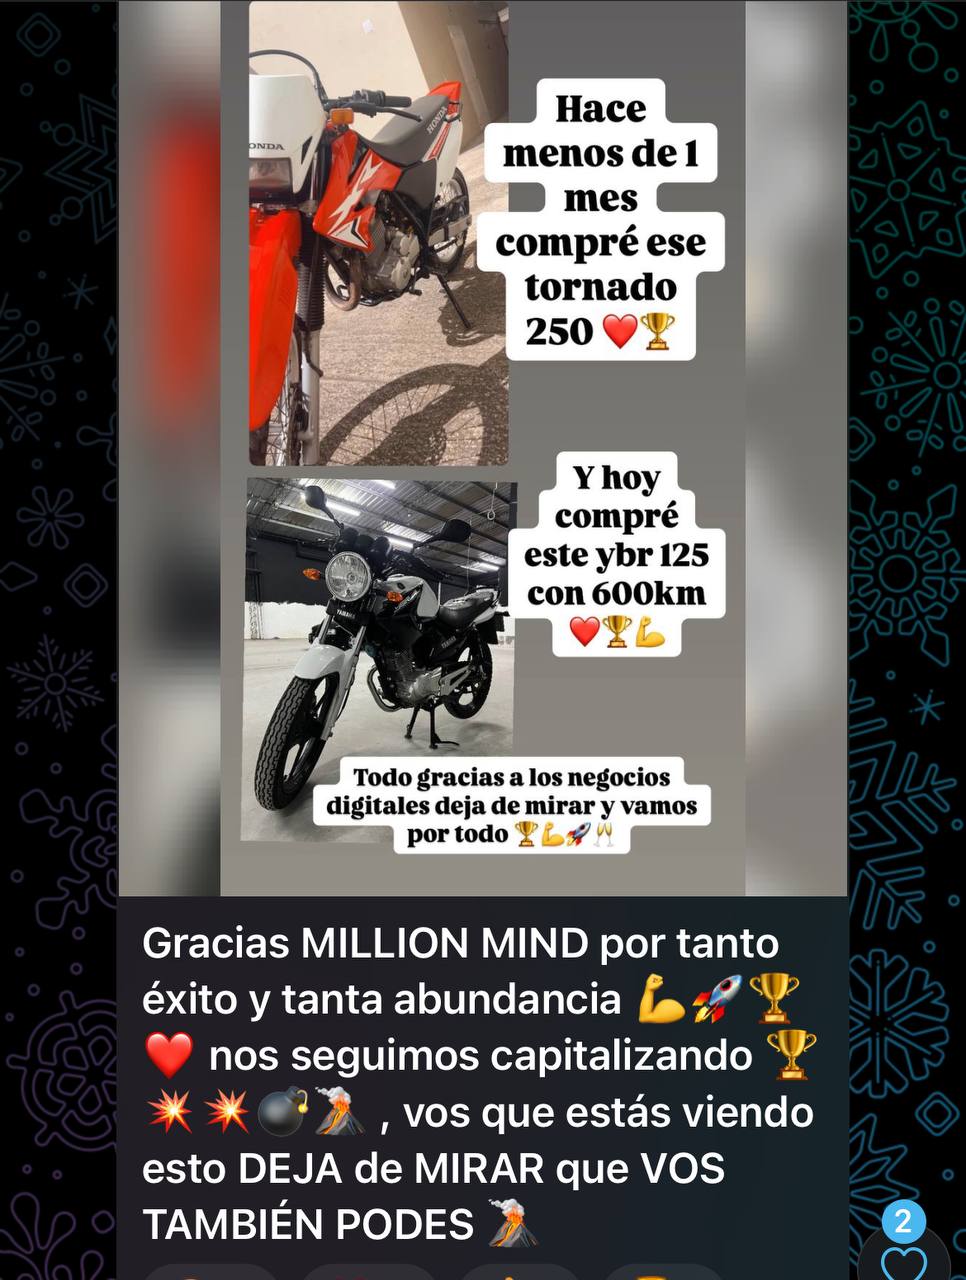 HONDA
ONDA
Hace
menos de 1
mes
compré ese
tornado
250 ❤️🏆
Y hoy
compré
este ybr 125
con 600km
❤️🏆💪
YAMAHA
YAMAHA
Todo gracias a los negocios
digitales deja de mirar y vamos
por todo 🏆💪🚀🥂
Gracias MILLION MIND por tanto
éxito y tanta abundancia 💪🚀🏆
❤️ nos seguimos capitalizando 🏆
💥💥💣🌋 , vos que estás viendo
esto DEJA de MIRAR que VOS
TAMBIÉN PODES 🌋
2